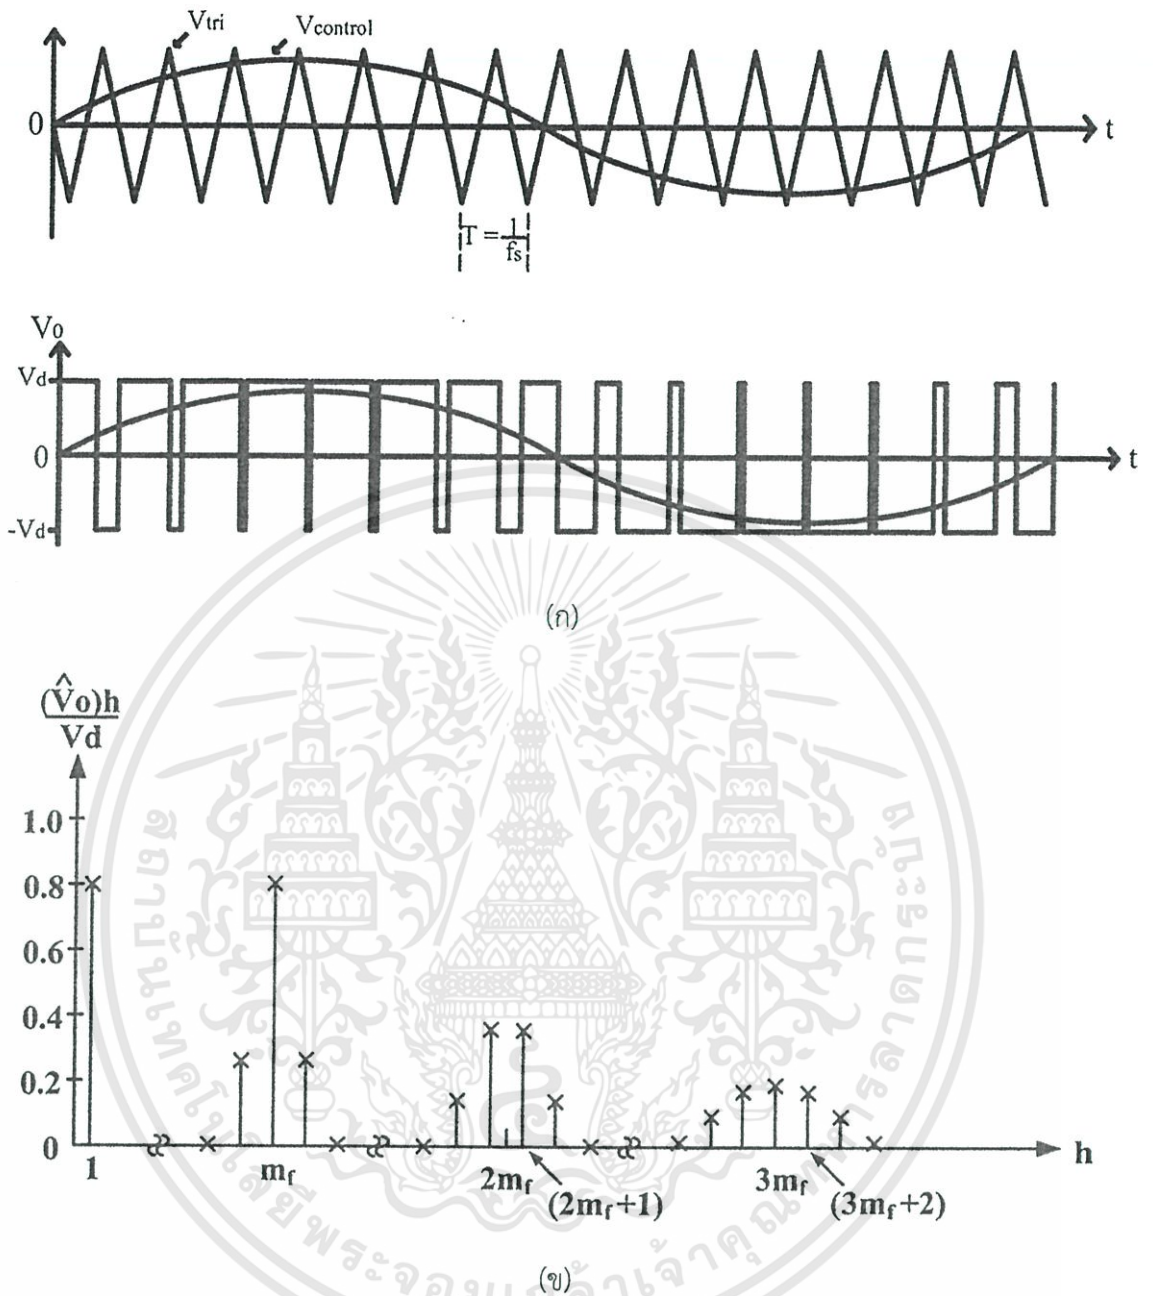 Vtri
Vcontrol
0
t
T = 1/fs
V0
Vd
0
-Vd
t
(ก)
(V̂o)h
Vd
1.0
0.8
0.6
0.4
0.2
0
1
mf
2mf
(2mf+1)
3mf
(3mf+2)
h
(ข)